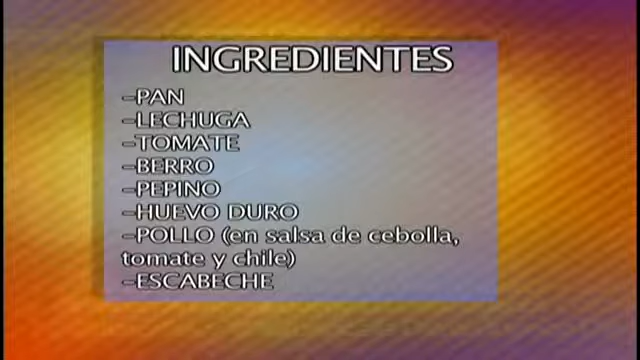 INGREDIENTES
-PAN
-LECHUGA
-TOMATE
-BERRO
-PEPINO
-HUEVO DURO
-POLLO (en salsa de cebolla,
tomate y chile)
-ESCABECHE